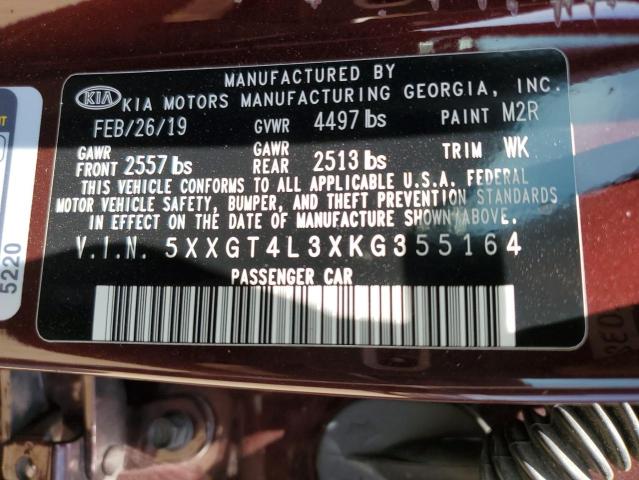 MANUFACTURED BY
KIA KIA MOTORS MANUFACTURING GEORGIA, INC.
FEB/26/19 GVWR 4497 lbs PAINT M2R
GAWR FRONT 2557 lbs GAWR REAR 2513 lbs TRIM WK
THIS VEHICLE CONFORMS TO ALL APPLICABLE U.S.A. FEDERAL
MOTOR VEHICLE SAFETY, BUMPER, AND THEFT PREVENTION STANDARDS
IN EFFECT ON THE DATE OF MANUFACTURE SHOWN ABOVE.
V.I.N. 5XXGT4L3XKG355164
PASSENGER CAR
5220